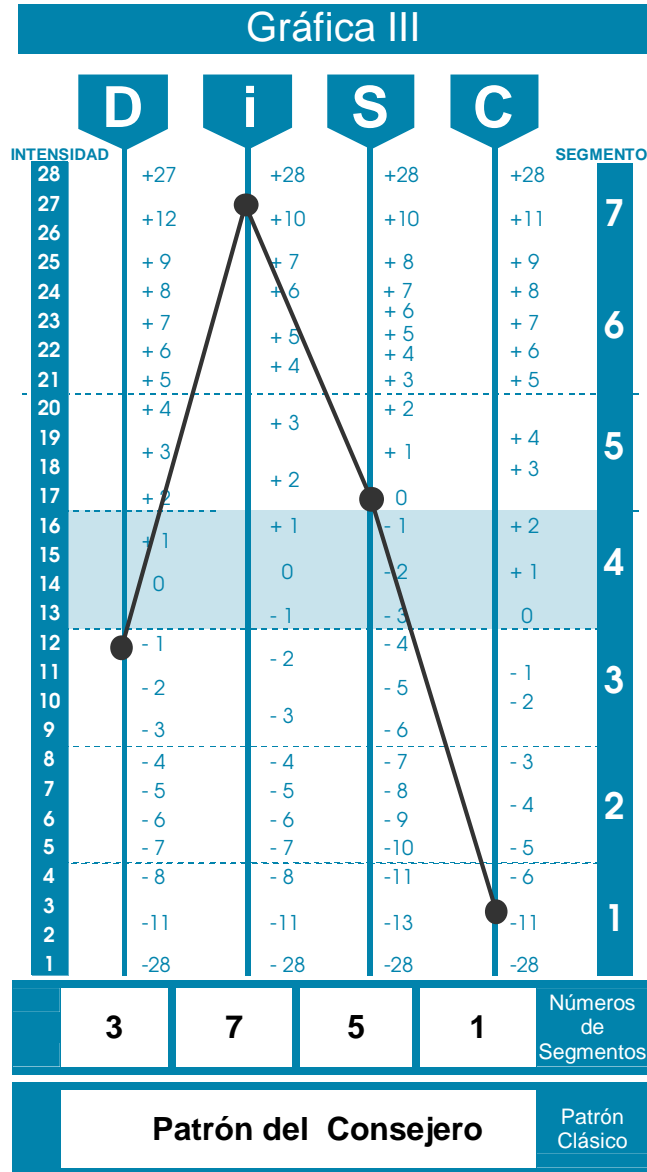 Gráfica III
D i S C
INTENSIDAD SEGMENTO
28 +27 +28 +28 +28
27 7
+12 +10 +10 +11
26
25 + 9 + 7 + 8 + 9
24 + 8 + 6 + 7 + 8
+ 6
23 + 7 + 5 + 5 + 7 6
22 + 6 + 4 + 4 + 6
21 + 5 + 3 + 5
20 + 4 + 3 + 2
19 + 4 5
18 + 3 + 2 + 1 + 3
17 + 2 0
16 + 1 - 1 + 2
15 + 1 4
14 0 0 - 2 + 1
13 - 1 - 3 0
12 - 1 - 2 - 4
11 - 1 3
10 - 2 - 3 - 5 - 2
9 - 3 - 6
8 - 4 - 4 - 7 - 3
7 - 5 - 5 - 8 2
6 - 6 - 6 - 9 - 4
5 - 7 - 7 -10 - 5
4 - 8 - 8 -11 - 6
3 1
-11 -11 -13 -11
2
1 -28 - 28 -28 -28
3 7 5 1
Números
de
Segmentos
Patrón del Consejero
Patrón
Clásico